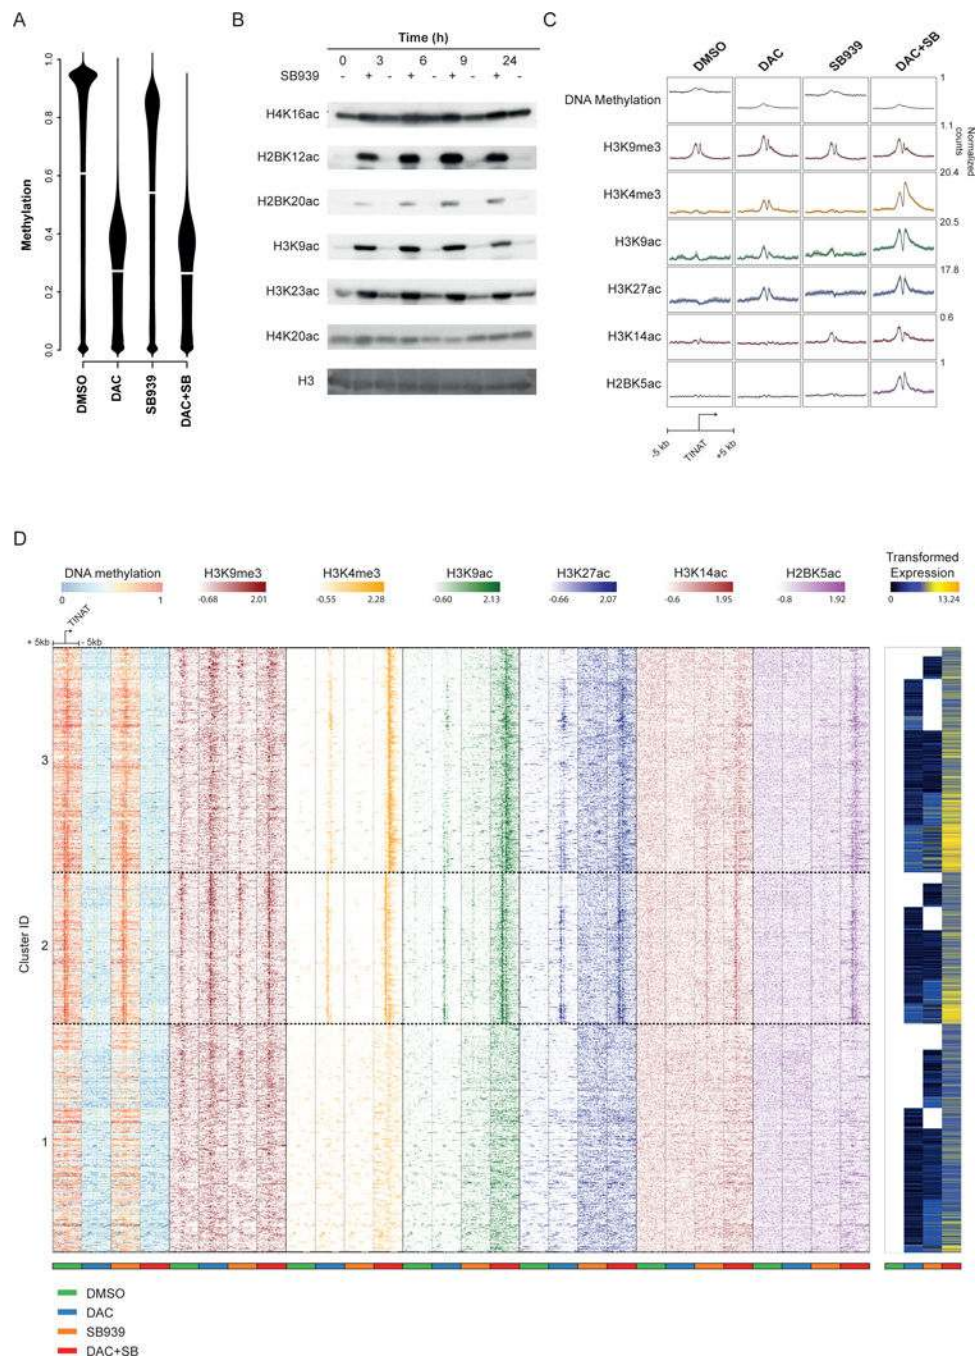 A
1.0
0.8
0.6
0.4
0.2
0.0
Methylation
DMSO
DAC
SB939
DAC+SB
B
Time (h)
0 3 6 9 24
SB939 - + - + - + - + -
H4K16ac
H2BK12ac
H2BK20ac
H3K9ac
H3K23ac
H4K20ac
H3
C
DMSO DAC SB939 DAC+SB
DNA Methylation
H3K9me3
H3K4me3
H3K9ac
H3K27ac
H3K14ac
H2BK5ac
1
1.1
20.4
20.5
17.8
0.6
1
Normalized
counts
-5 kb TINAT +5 kb
D
DNA methylation
0 1
H3K9me3
-0.68 2.01
H3K4me3
-0.55 2.28
H3K9ac
-0.60 2.13
H3K27ac
-0.66 2.07
H3K14ac
-0.6 1.95
H2BK5ac
-0.8 1.92
Transformed
Expression
0 13.24
TINAT
+ 5kb - 5kb
Cluster ID
3
2
1
DMSO
DAC
SB939
DAC+SB